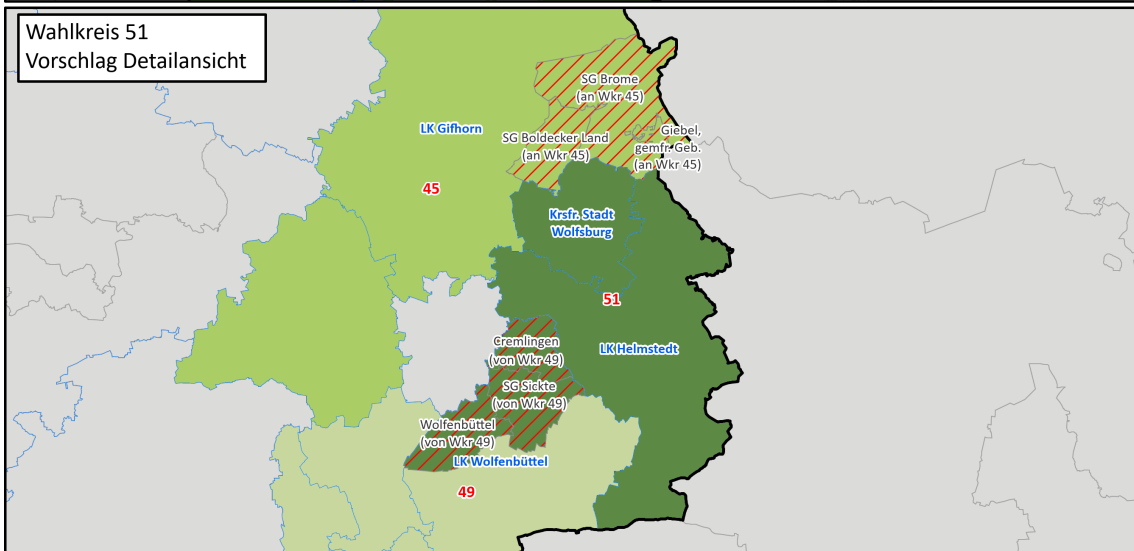 Wahlkreis 51
Vorschlag Detailansicht
SG Brome
(an Wkr 45)
LK Gifhorn
SG Boldecker Land
(an Wkr 45)
Giebel,
gemfr. Geb.
(an Wkr 45)
45
Krsfr. Stadt
Wolfsburg
51
Cremlingen
(von Wkr 49)
LK Helmstedt
SG Sickte
(von Wkr 49)
Wolfenbüttel
(von Wkr 49)
LK Wolfenbüttel
49